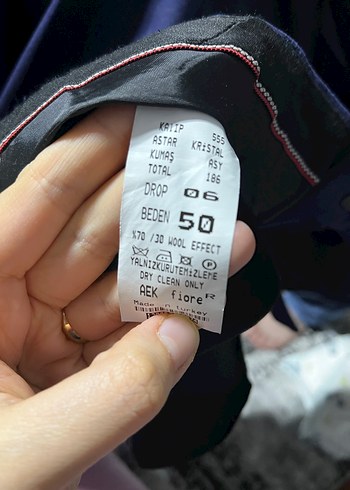 KALIP 555
ASTAR KRİSTAL
KUMAŞ ASY
TOTAL 186
DROP 06
BEDEN 50
%70 /30 WOOL EFFECT
YALNIZKURUTEMİZLEME
DRY CLEAN ONLY
AEK fiore R
Made in Turkey